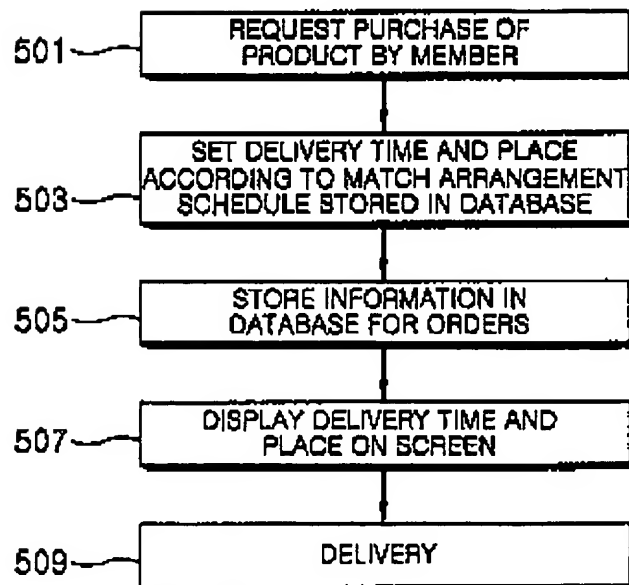 501
REQUEST PURCHASE OF
PRODUCT BY MEMBER
503
SET DELIVERY TIME AND PLACE
ACCORDING TO MATCH ARRANGEMENT
SCHEDULE STORED IN DATABASE
505
STORE INFORMATION IN
DATABASE FOR ORDERS
507
DISPLAY DELIVERY TIME AND
PLACE ON SCREEN
509
DELIVERY